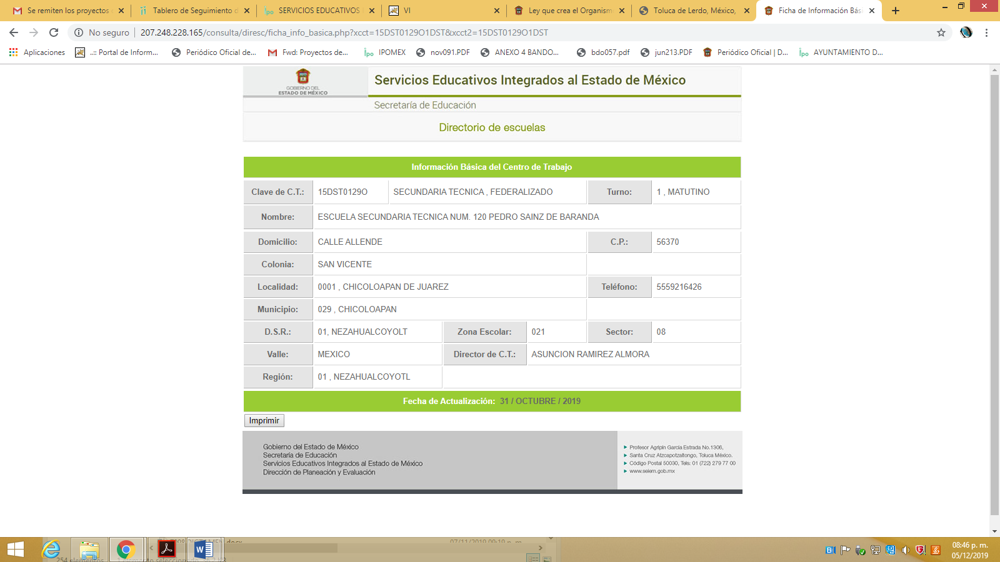 Se remiten los proyectos
Tablero de Seguimiento d
SERVICIOS EDUCATIVOS
VI
Ley que crea el Organism
Toluca de Lerdo, México,
Ficha de Información Bás
No seguro
207.248.228.165/consulta/diresc/ficha_info_basica.php?xcct=15DST0129O1DST&xcct2=15DST0129O1DST
Aplicaciones
..:: Portal de Inform...
Periódico Oficial de...
Fwd: Proyectos de...
IPOMEX
nov091.PDF
ANEXO 4 BANDO...
bdo057.pdf
jun213.PDF
Periódico Oficial | D...
AYUNTAMIENTO D...
GOBIERNO DEL
ESTADO DE MÉXICO
Servicios Educativos Integrados al Estado de México
Secretaría de Educación
Directorio de escuelas
Información Básica del Centro de Trabajo
Clave de C.T.: 15DST0129O SECUNDARIA TECNICA , FEDERALIZADO Turno: 1 , MATUTINO
Nombre: ESCUELA SECUNDARIA TECNICA NUM. 120 PEDRO SAINZ DE BARANDA
Domicilio: CALLE ALLENDE C.P.: 56370
Colonia: SAN VICENTE
Localidad: 0001 , CHICOLOAPAN DE JUAREZ Teléfono: 5559216426
Municipio: 029 , CHICOLOAPAN
D.S.R.: 01, NEZAHUALCOYOLT Zona Escolar: 021 Sector: 08
Valle: MEXICO Director de C.T.: ASUNCION RAMIREZ ALMORA
Región: 01 , NEZAHUALCOYOTL
Fecha de Actualización: 31 / OCTUBRE / 2019
Imprimir
Gobierno del Estado de México
Secretaría de Educación
Servicios Educativos Integrados al Estado de México
Dirección de Planeación y Evaluación
Profesor Agripín García Estrada No.1306,
Santa Cruz Atzcapotzaltongo, Toluca México.
Código Postal 50030, Tels: 01 (722) 279 77 00
www.seiem.gob.mx
254 elementos
08:46 p. m.
05/12/2019